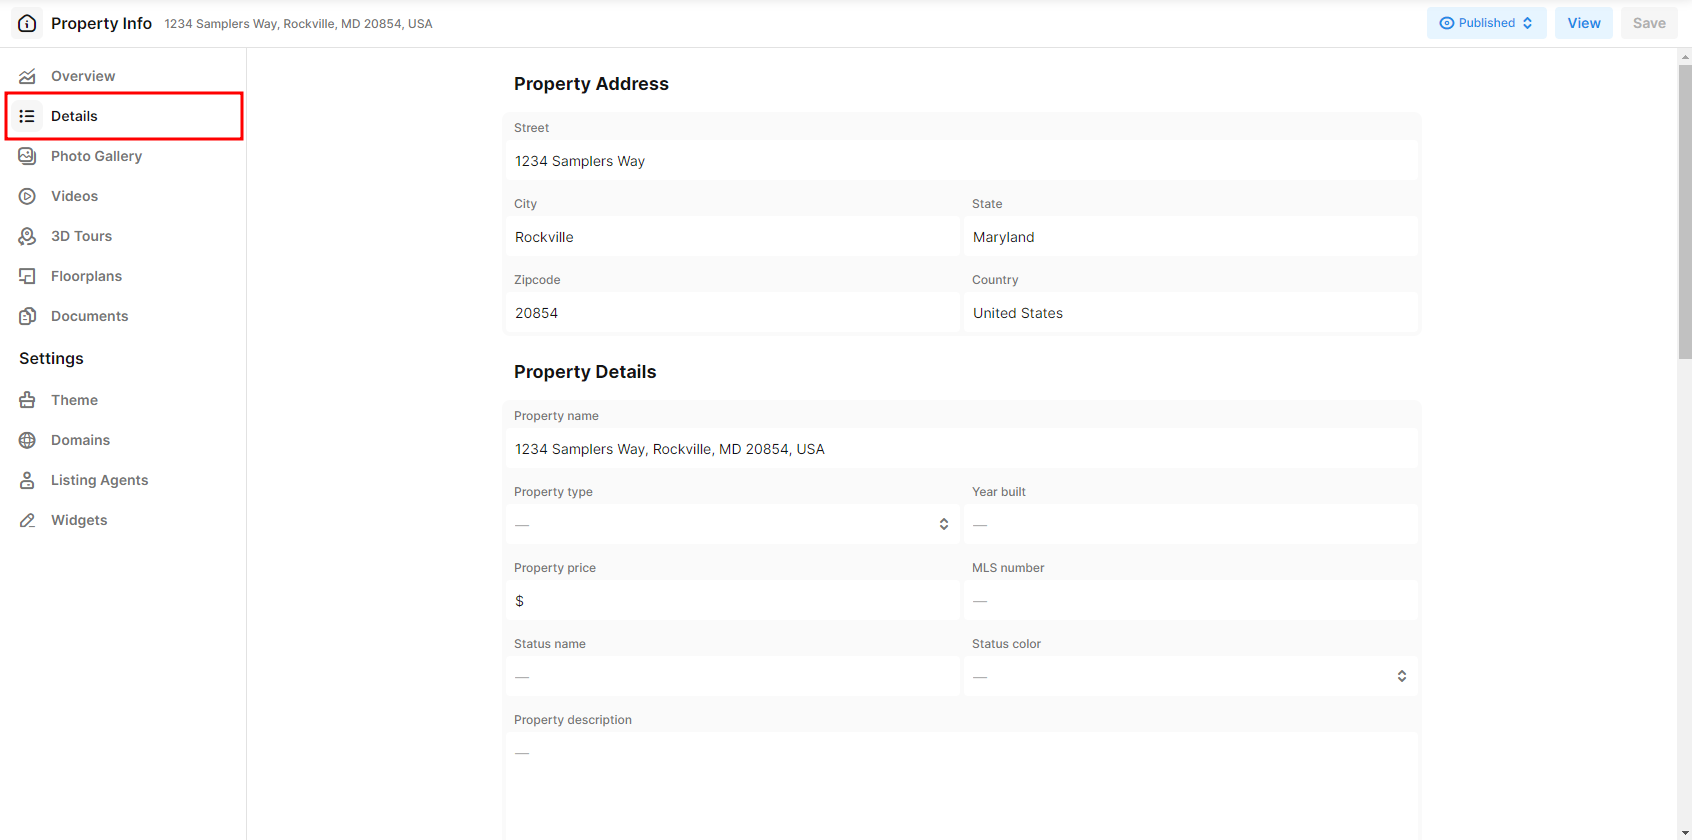 Property Info 1234 Samplers Way, Rockville, MD 20854, USA Published View Save
Overview
Details
Photo Gallery
Videos
3D Tours
Floorplans
Documents
Settings
Theme
Domains
Listing Agents
Widgets
Property Address
Street
1234 Samplers Way
City State
Rockville Maryland
Zipcode Country
20854 United States
Property Details
Property name
1234 Samplers Way, Rockville, MD 20854, USA
Property type Year built
— —
Property price MLS number
$ —
Status name Status color
— —
Property description
—